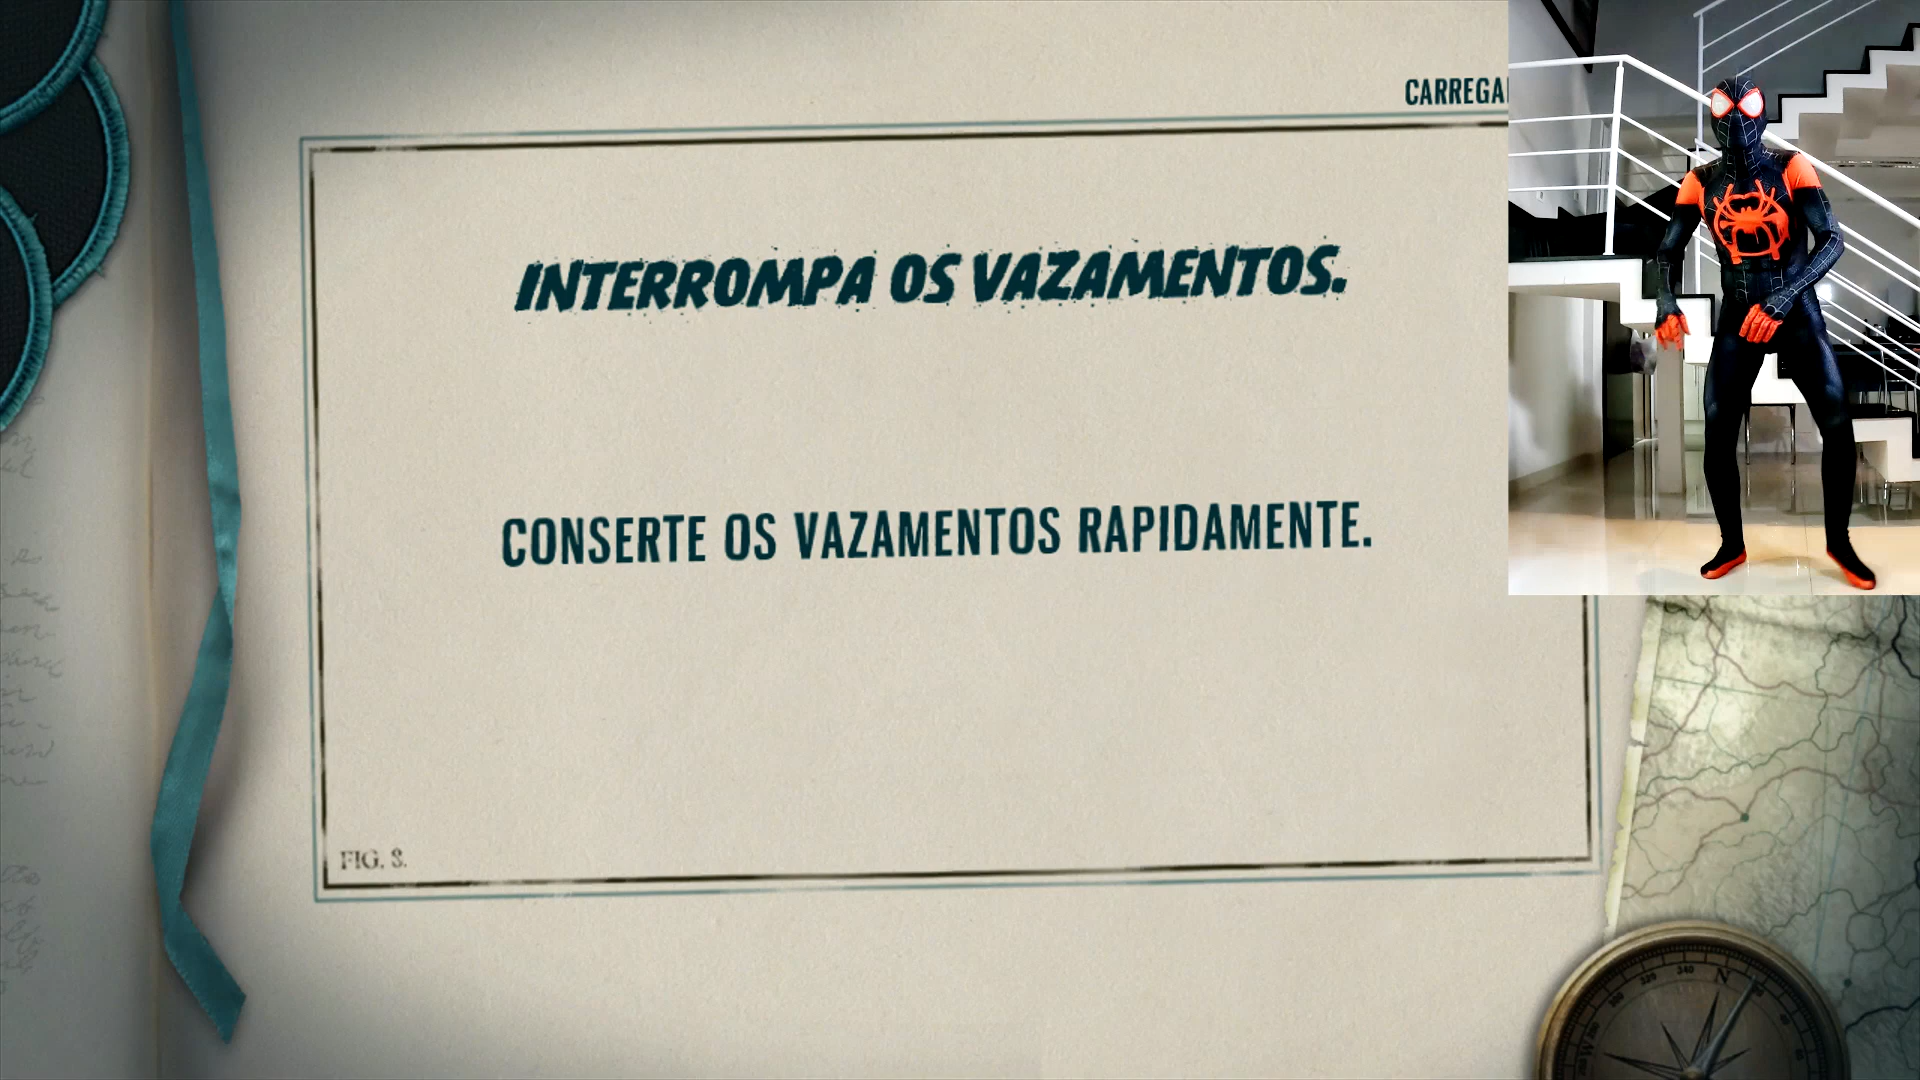 CARREGA
INTERROMPA OS VAZAMENTOS.
CONSERTE OS VAZAMENTOS RAPIDAMENTE.
FIG. 8.
N